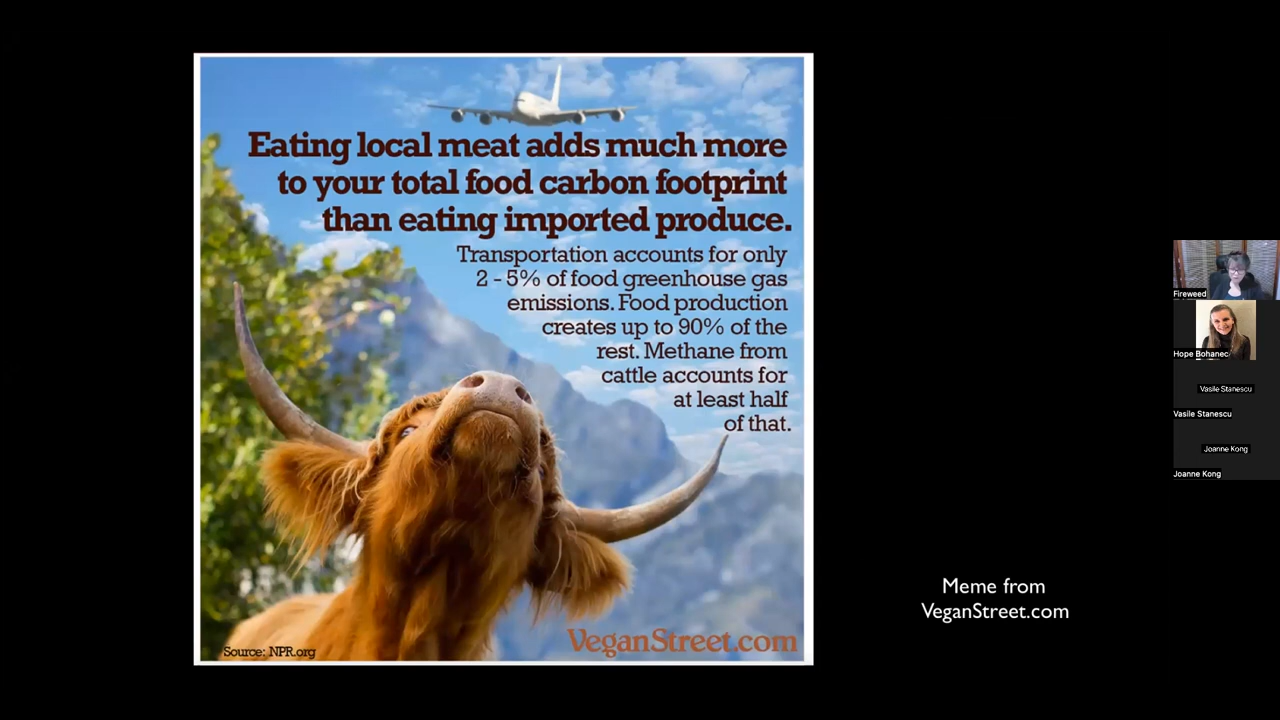 Eating local meat adds much more
to your total food carbon footprint
than eating imported produce.
Transportation accounts for only
2 - 5% of food greenhouse gas
emissions. Food production
creates up to 90% of the
rest. Methane from
cattle accounts for
at least half
of that.
VeganStreet.com
Source: NPR.org
Meme from
VeganStreet.com
Fireweed
Hope Bohanec
Vasile Stanescu
Vasile Stanescu
Joanne Kong
Joanne Kong